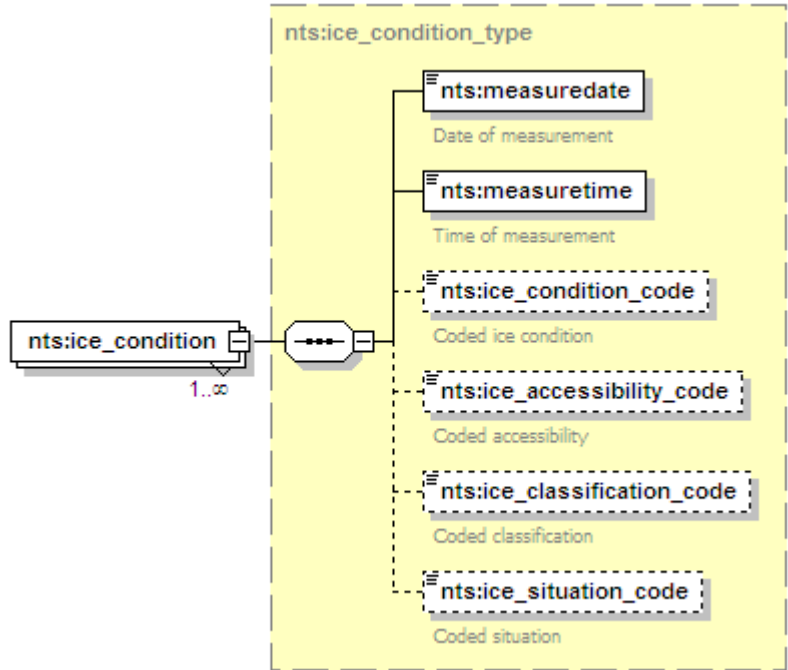 nts:ice_condition_type
nts:measuredate
Date of measurement
nts:measuretime
Time of measurement
nts:ice_condition_code
Coded ice condition
nts:ice_condition
1..∞
nts:ice_accessibility_code
Coded accessibility
nts:ice_classification_code
Coded classification
nts:ice_situation_code
Coded situation